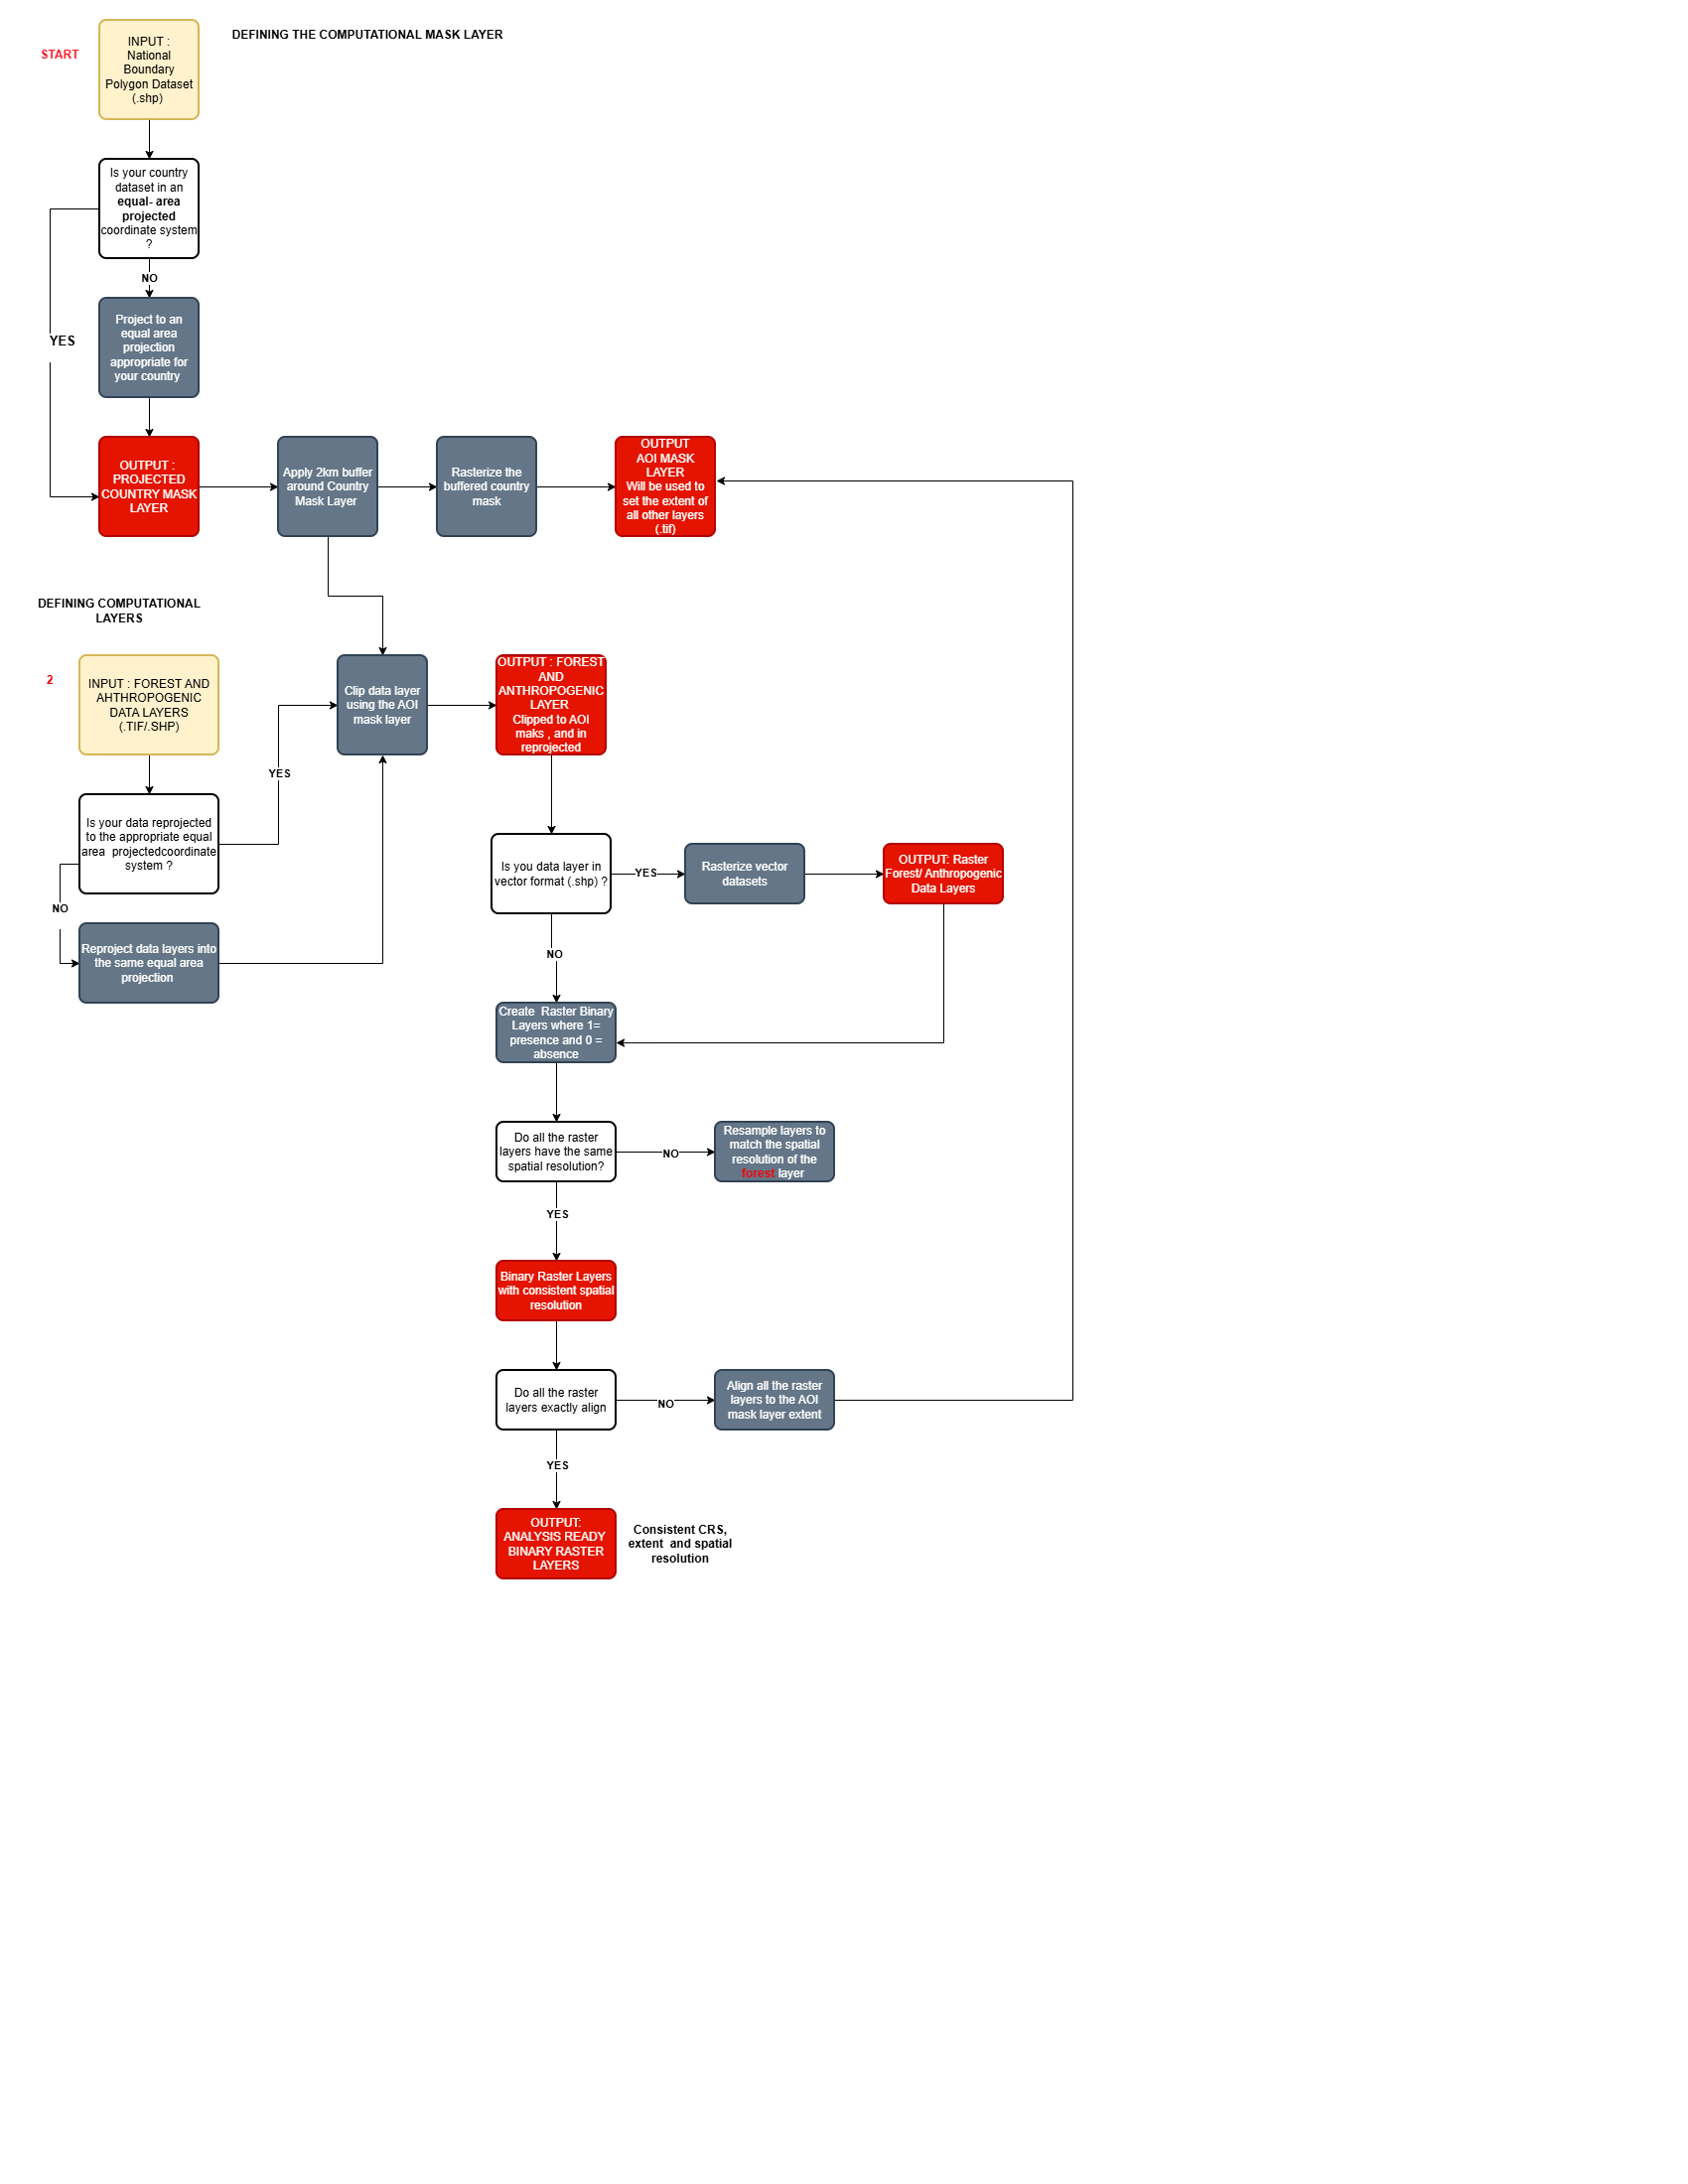 START
INPUT :
National
Boundary
Polygon Dataset
(.shp)
DEFINING THE COMPUTATIONAL MASK LAYER
Is your country
dataset in an
equal- area
projected
coordinate system
?
NO
Project to an
equal area
projection
appropriate for
your country
YES
OUTPUT :
PROJECTED
COUNTRY MASK
LAYER
Apply 2km buffer
around Country
Mask Layer
Rasterize the
buffered country
mask
OUTPUT
AOI MASK
LAYER
Will be used to
set the extent of
all other layers
(.tif)
DEFINING COMPUTATIONAL
LAYERS
2
INPUT : FOREST AND
AHTHROPOGENIC
DATA LAYERS
(.TIF/.SHP)
Clip data layer
using the AOI
mask layer
OUTPUT : FOREST
AND
ANTHROPOGENIC
LAYER
Clipped to AOI
maks , and in
reprojected
YES
Is your data reprojected
to the appropriate equal
area  projectedcoordinate
system ?
NO
Reproject data layers into
the same equal area
projection
Is you data layer in
vector format (.shp) ?
YES
Rasterize vector
datasets
OUTPUT: Raster
Forest/ Anthropogenic
Data Layers
NO
Create  Raster Binary
Layers where 1=
presence and 0 =
absence
Do all the raster
layers have the same
spatial resolution?
NO
Resample layers to
match the spatial
resolution of the
forest layer
YES
Binary Raster Layers
with consistent spatial
resolution
Do all the raster
layers exactly align
NO
Align all the raster
layers to the AOI
mask layer extent
YES
OUTPUT:
ANALYSIS READY
BINARY RASTER
LAYERS
Consistent CRS,
extent  and spatial
resolution